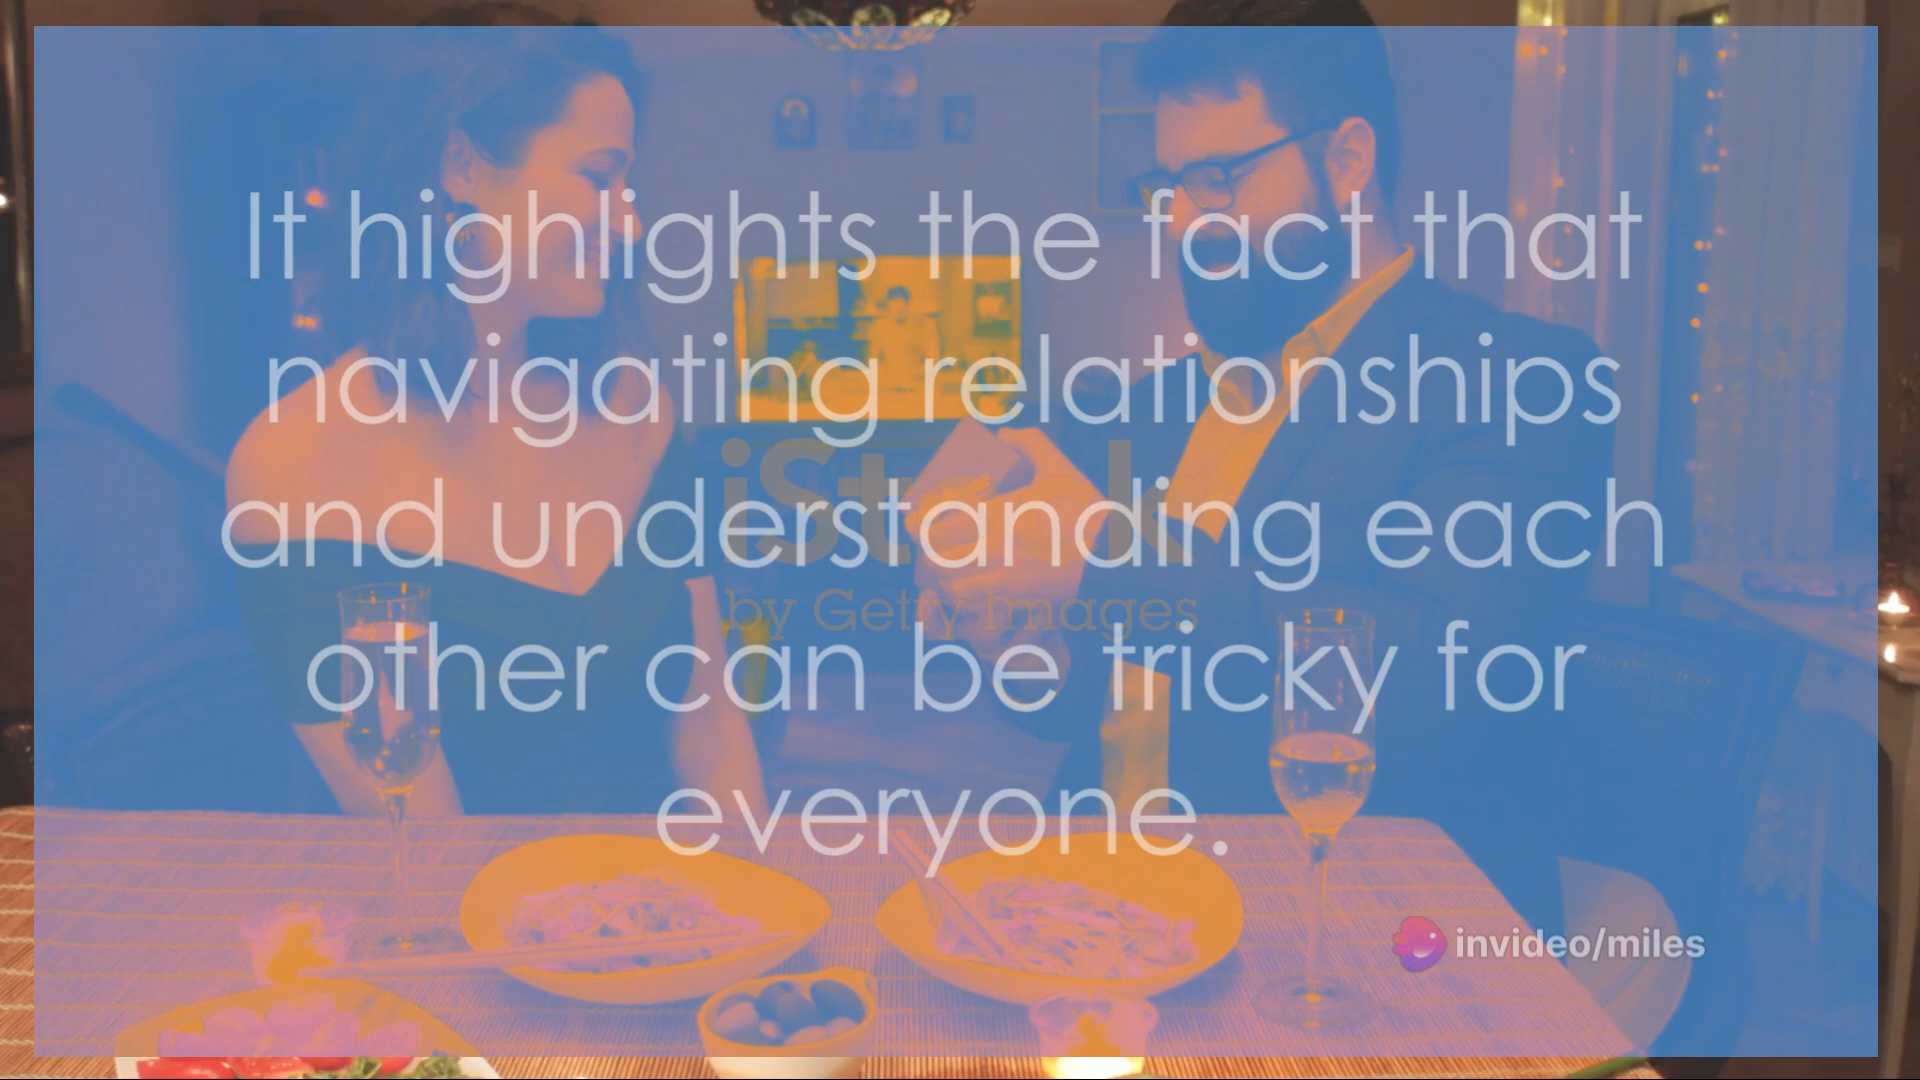 It highlights the fact that
navigating relationships
and understanding each
other can be tricky for
everyone.
iStock
by Getty Images
invideo/miles